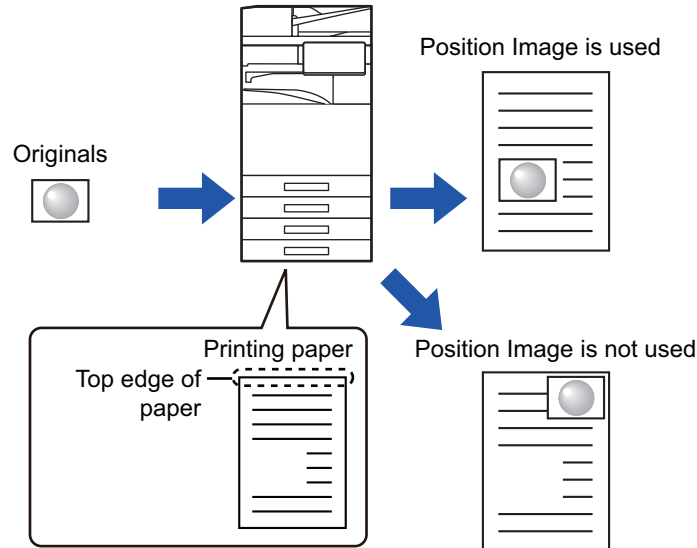 Position Image is used
Originals
Printing paper
Top edge of
paper
Position Image is not used